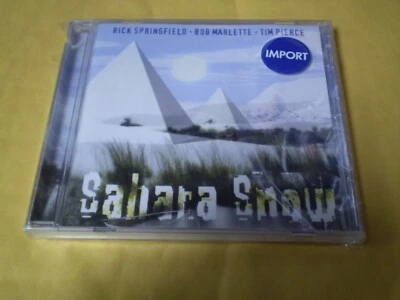 RICK SPRINGFIELD • BOB MARLETTE • TIM PIERCE
IMPORT
Sahara Snow